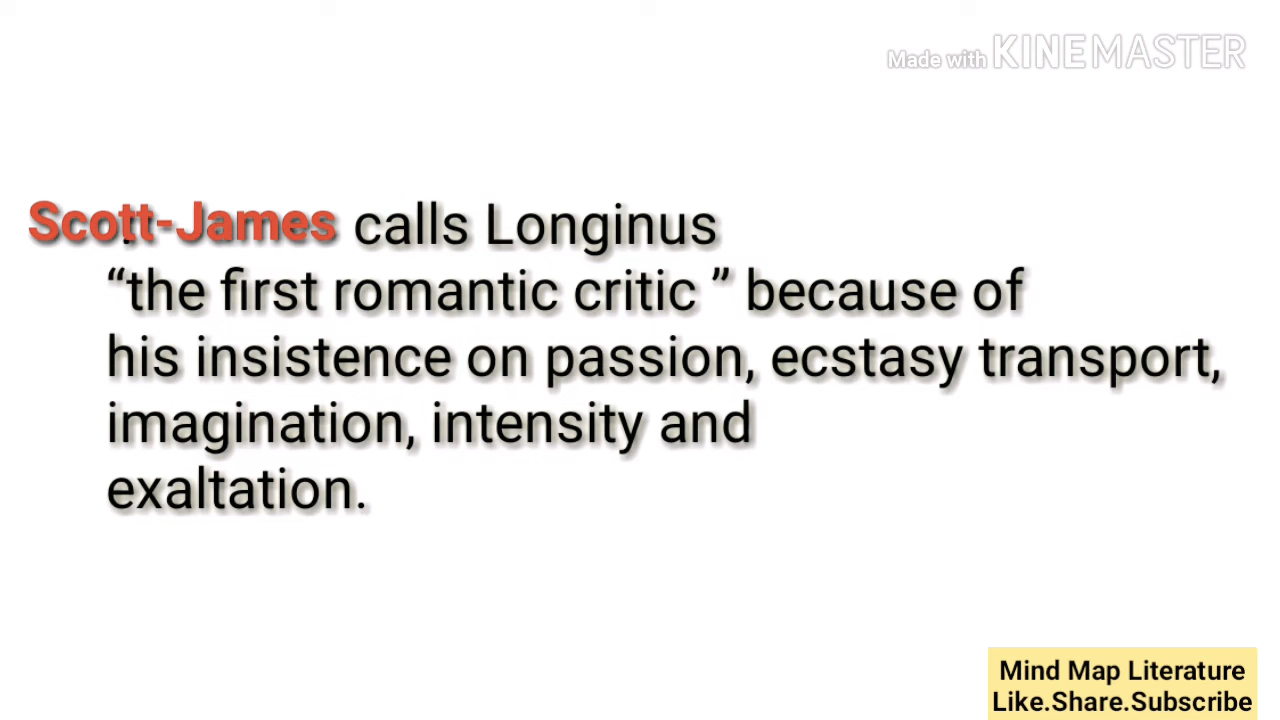 Made with KINEMASTER
Scott-James calls Longinus
“the first romantic critic ” because of
his insistence on passion, ecstasy transport,
imagination, intensity and
exaltation.
Mind Map Literature
Like.Share.Subscribe